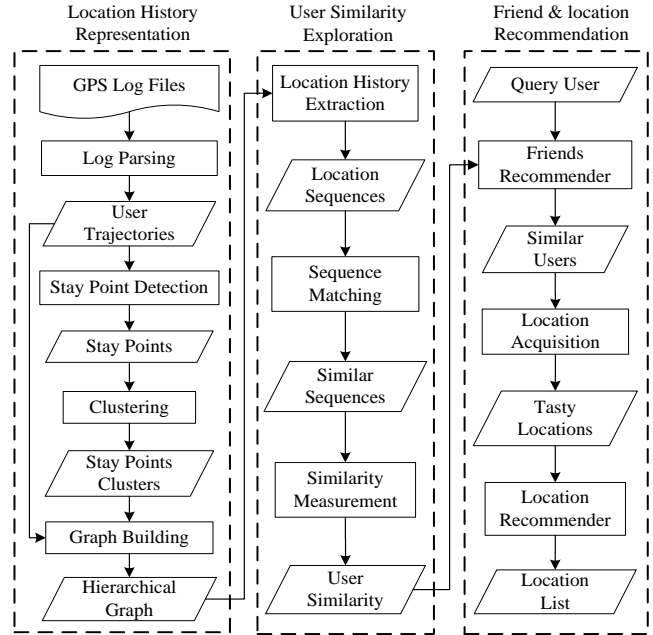 Location History
Representation
GPS Log Files
Log Parsing
User
Trajectories
Stay Point Detection
Stay Points
Clustering
Stay Points
Clusters
Graph Building
Hierarchical
Graph
User Similarity
Exploration
Location History
Extraction
Location
Sequences
Sequence
Matching
Similar
Sequences
Similarity
Measurement
User
Similarity
Friend & location
Recommendation
Query User
Friends
Recommender
Similar
Users
Location
Acquisition
Tasty
Locations
Location
Recommender
Location
List